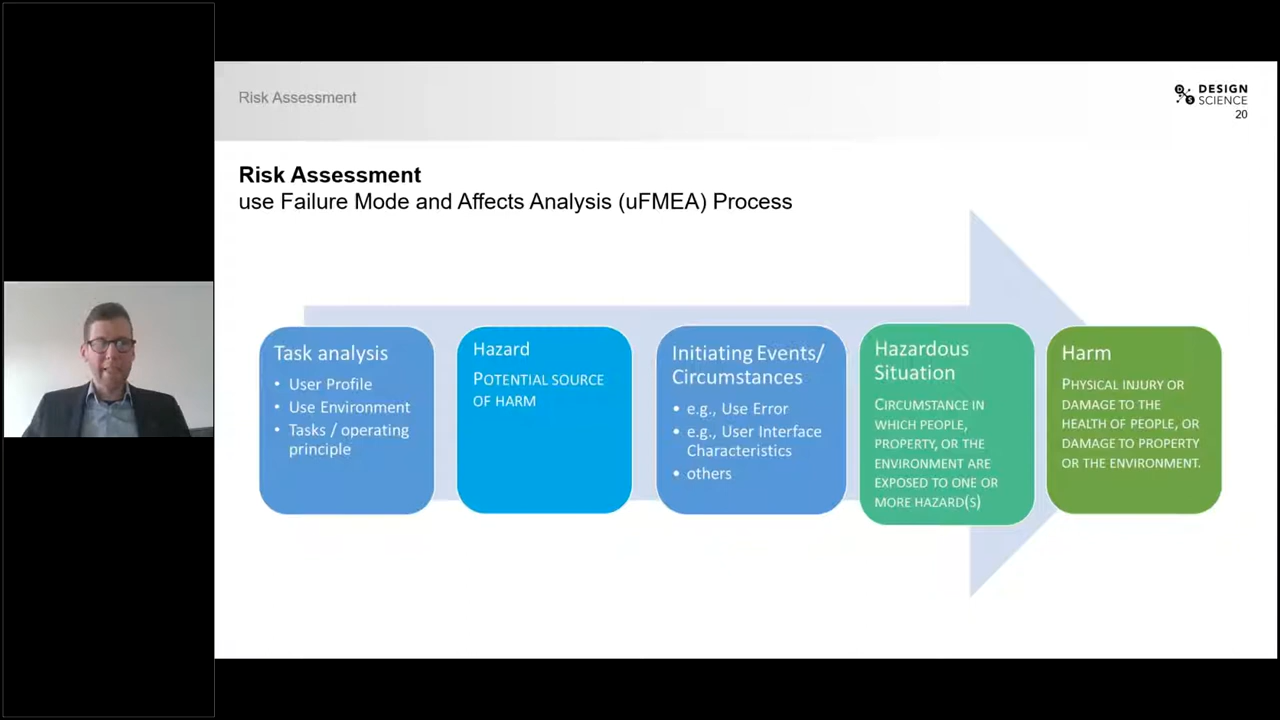 Risk Assessment
DESIGN
SCIENCE
20
Risk Assessment
use Failure Mode and Affects Analysis (uFMEA) Process
Task analysis
• User Profile
• Use Environment
• Tasks / operating
principle
Hazard
POTENTIAL SOURCE
OF HARM
Initiating Events/
Circumstances
• e.g., Use Error
• e.g., User Interface
Characteristics
• others
Hazardous
Situation
CIRCUMSTANCE IN
WHICH PEOPLE,
PROPERTY, OR THE
ENVIRONMENT ARE
EXPOSED TO ONE OR
MORE HAZARD(S)
Harm
PHYSICAL INJURY OR
DAMAGE TO THE
HEALTH OF PEOPLE, OR
DAMAGE TO PROPERTY
OR THE ENVIRONMENT.